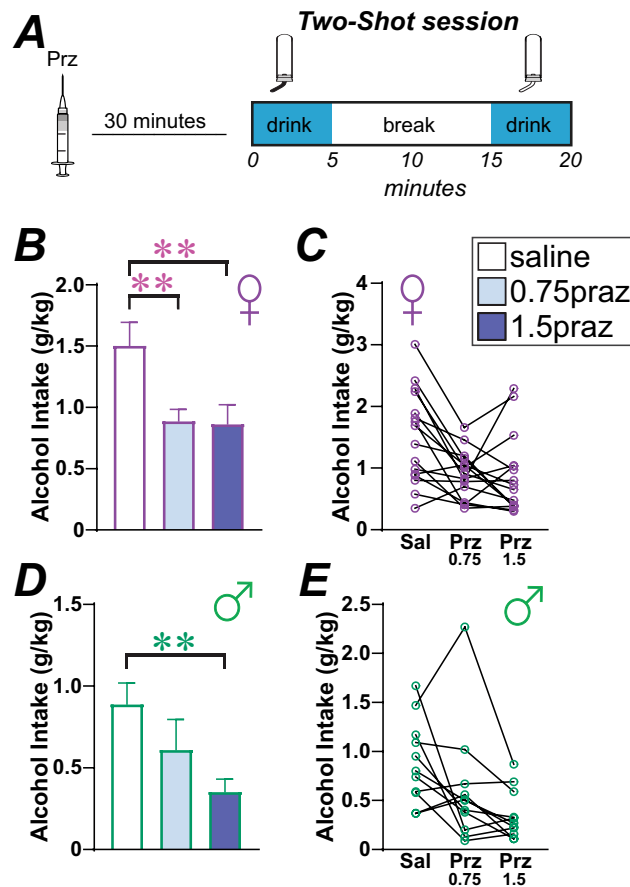 A
Two-Shot session
Prz
30 minutes
drink
break
drink
0
5
10
15
20
minutes
B
**
**
♀
Alcohol Intake (g/kg)
2.0
1.5
1.0
0.5
0
C
saline
0.75praz
1.5praz
♀
Alcohol Intake (g/kg)
4
3
2
1
0
Sal
Prz
0.75
Prz
1.5
D
**
♂
Alcohol Intake (g/kg)
1.5
1.0
0.5
0
E
♂
Alcohol Intake (g/kg)
2.5
2.0
1.5
1.0
0.5
0
Sal
Prz
0.75
Prz
1.5